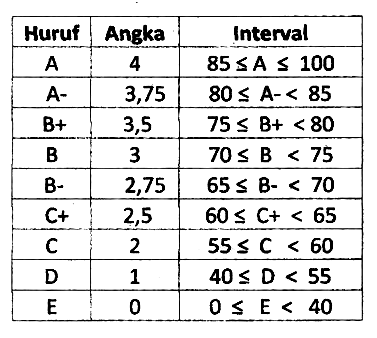 Huruf Angka Interval
A 4 85 ≤ A ≤ 100
A- 3,75 80 ≤ A- < 85
B+ 3,5 75 ≤ B+ < 80
B 3 70 ≤ B < 75
B- 2,75 65 ≤ B- < 70
C+ 2,5 60 ≤ C+ < 65
C 2 55 ≤ C < 60
D 1 40 ≤ D < 55
E 0 0 ≤ E < 40